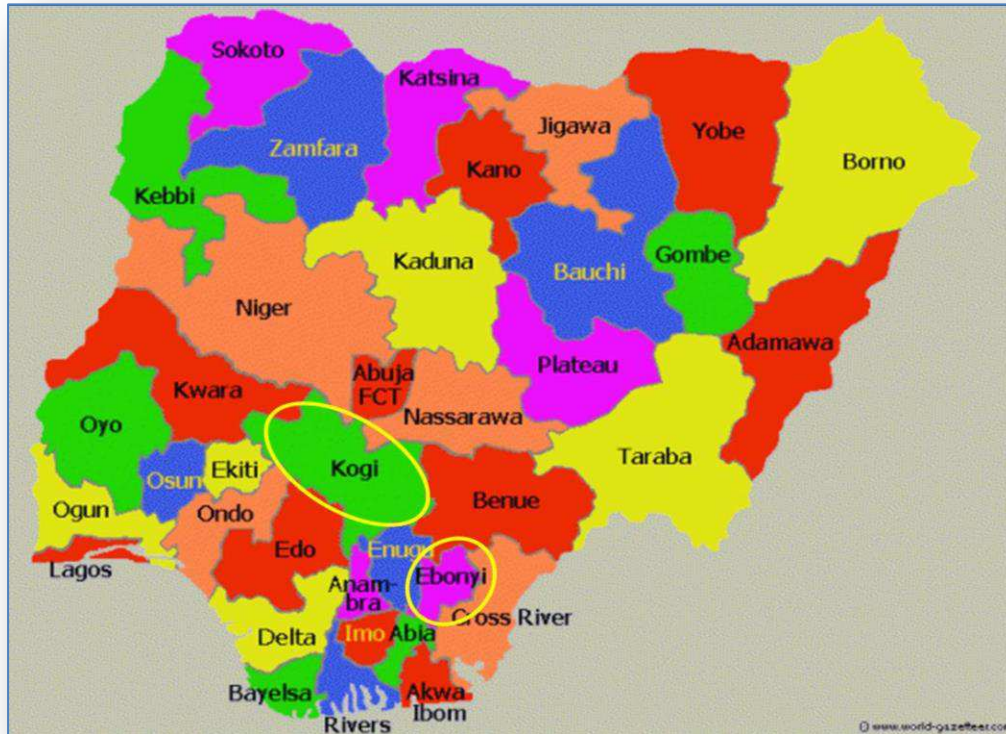 Sokoto
Katsina
Jigawa
Yobe
Zamfara
Kano
Borno
Kebbi
Kaduna
Gombe
Bauchi
Niger
Adamawa
Plateau
Abuja
FCT
Kwara
Nassarawa
Oyo
Kogi
Taraba
Osun
Ekiti
Benue
Ogun
Ondo
Edo
Enugu
Lagos
Ebonyi
Anam-
bra
Cross River
Delta
Imo
Abia
Bayelsa
Akwa
Ibom
Rivers
© www.world-gazetteer.com